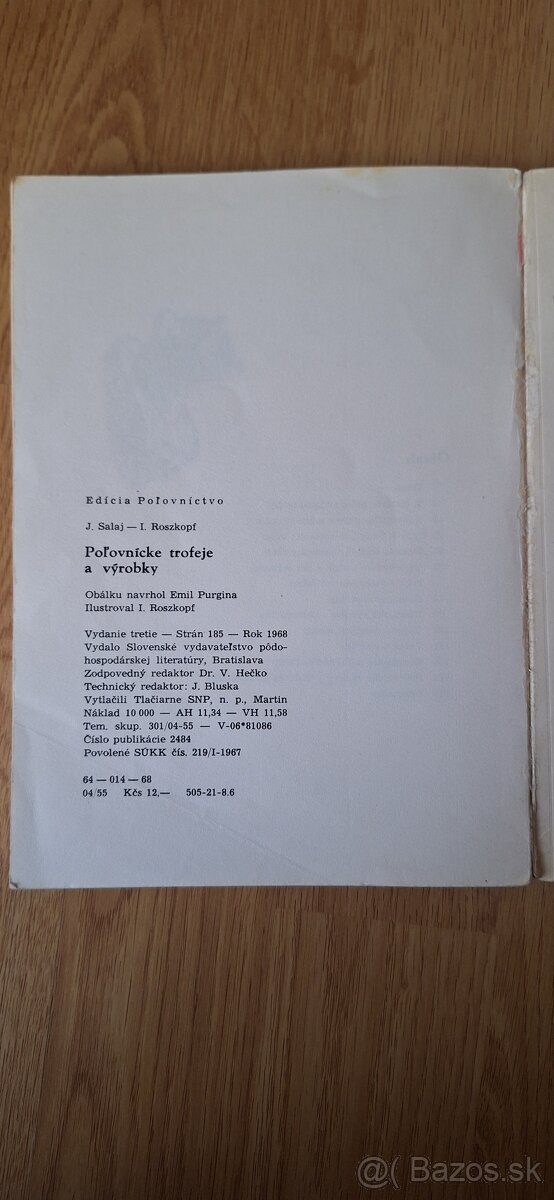 Edícia Poľovníctvo
J. Salaj — I. Roszkopf
Poľovnícke trofeje
a výrobky
Obálku navrhol Emil Purgina
Ilustroval I. Roszkopf
Vydanie tretie — Strán 185 — Rok 1968
Vydalo Slovenské vydavateľstvo pôdo-
hospodárskej literatúry, Bratislava
Zodpovedný redaktor Dr. V. Hečko
Technický redaktor: J. Bluska
Vytlačili Tlačiarne SNP, n. p., Martin
Náklad 10 000 — AH 11,34 — VH 11,58
Tem. skup. 301/04-55 — V-06*81086
Číslo publikácie 2484
Povolené SÚKK čís. 219/I-1967
64 — 014 — 68
04/55 Kčs 12,— 505-21-8.6
@( Bazos.sk